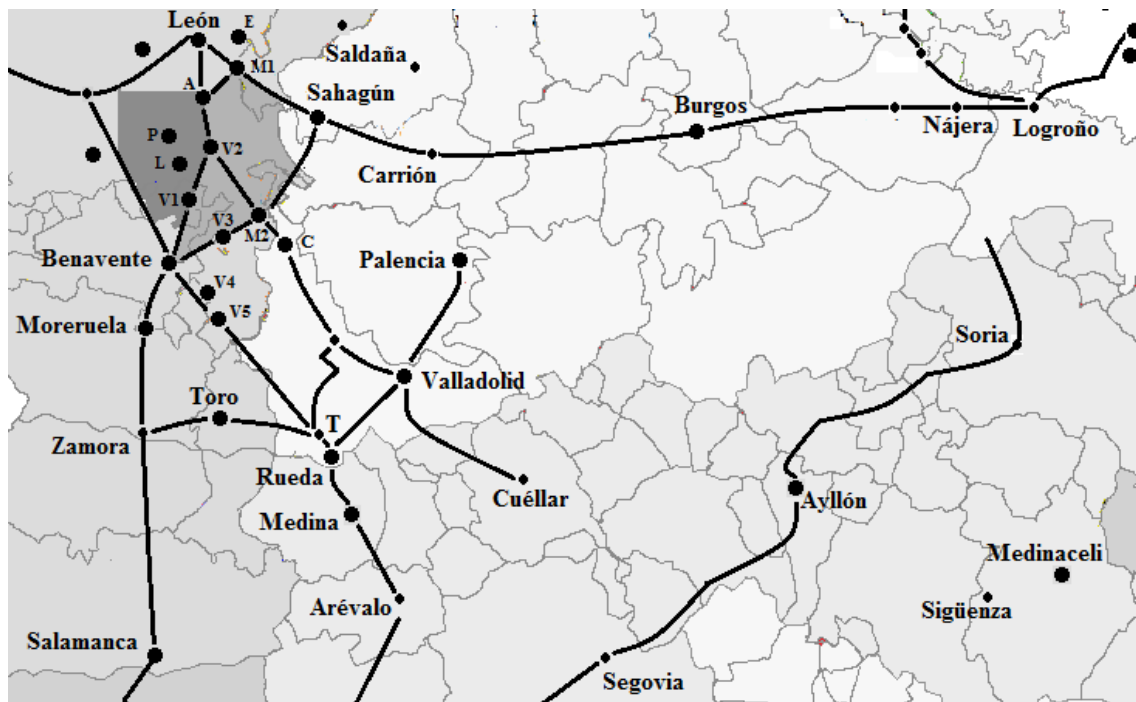 León
E
Saldaña
M1
A
Sahagún
Burgos
Nájera
Logroño
P
V2
L
Carrión
V1
V3
M2
C
Benavente
Palencia
V4
V5
Moreruela
Soria
Valladolid
Toro
T
Zamora
Rueda
Cuéllar
Ayllón
Medina
Medinaceli
Arévalo
Sigüenza
Salamanca
Segovia